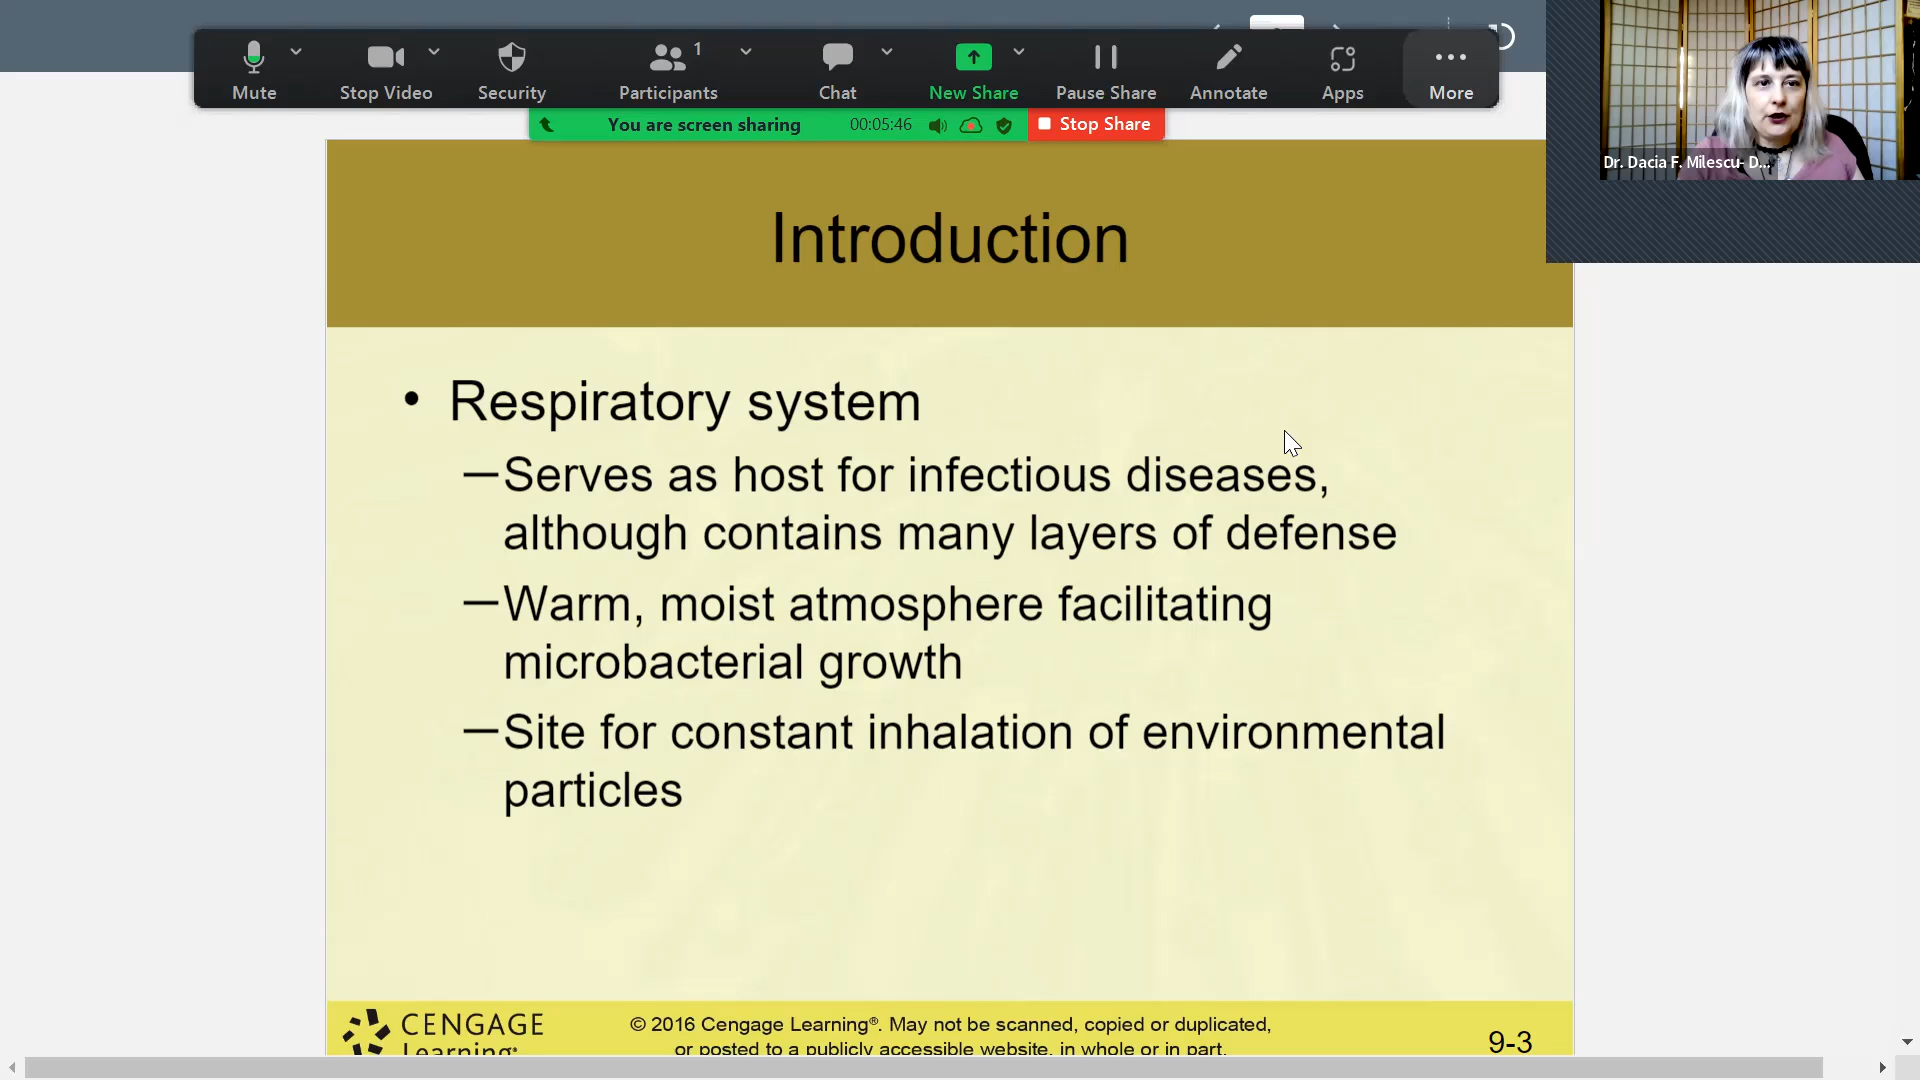 Mute
Stop Video
Security
Participants
1
Chat
New Share
Pause Share
Annotate
Apps
More
You are screen sharing 00:05:46
Stop Share
Dr. Dacia F. Milescu- D...
Introduction
• Respiratory system
—Serves as host for infectious diseases,
although contains many layers of defense
—Warm, moist atmosphere facilitating
microbacterial growth
—Site for constant inhalation of environmental
particles
CENGAGE
Learning®
© 2016 Cengage Learning®. May not be scanned, copied or duplicated,
or posted to a publicly accessible website, in whole or in part.
9-3